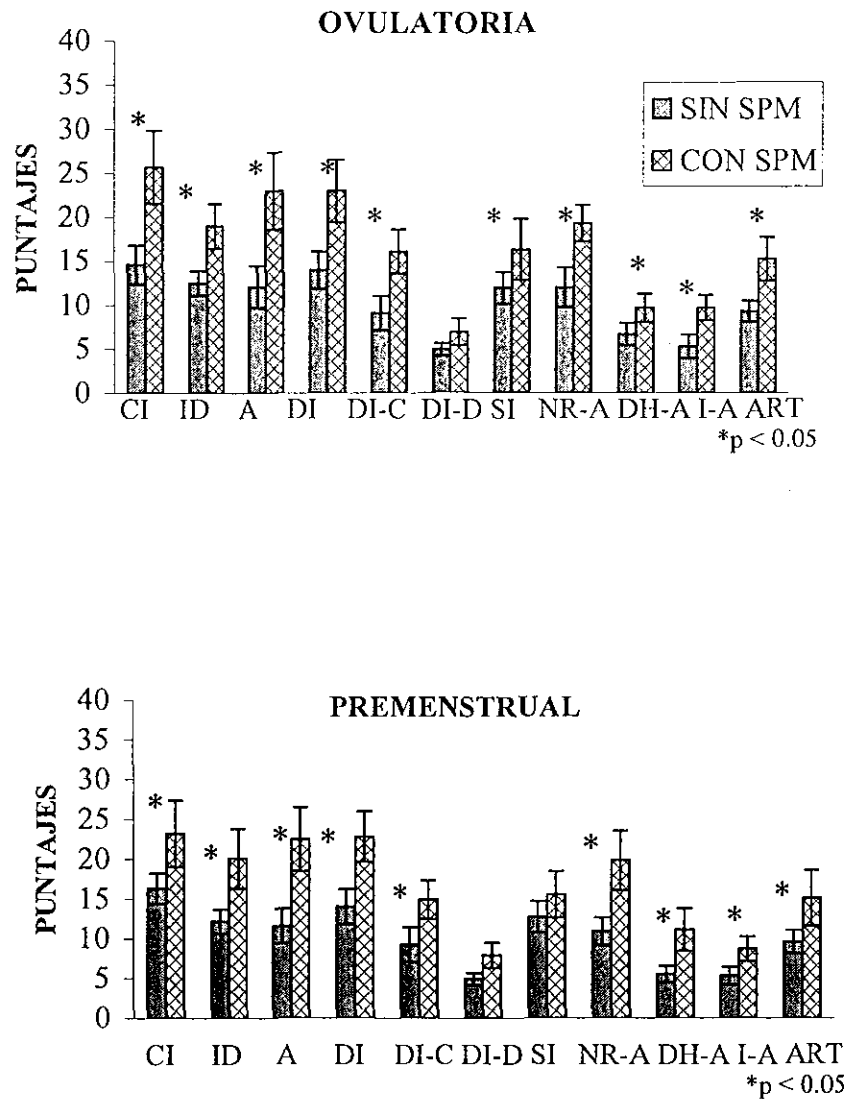 OVULATORIA
PUNTAJES
40
35
30
25
20
15
10
5
0
SIN SPM
CON SPM
* * * * * * * * * *
CI ID A DI DI-C DI-D SI NR-A DH-A I-A ART
*p < 0.05
PREMENSTRUAL
PUNTAJES
40
35
30
25
20
15
10
5
0
* * * * * * * * *
CI ID A DI DI-C DI-D SI NR-A DH-A I-A ART
*p < 0.05